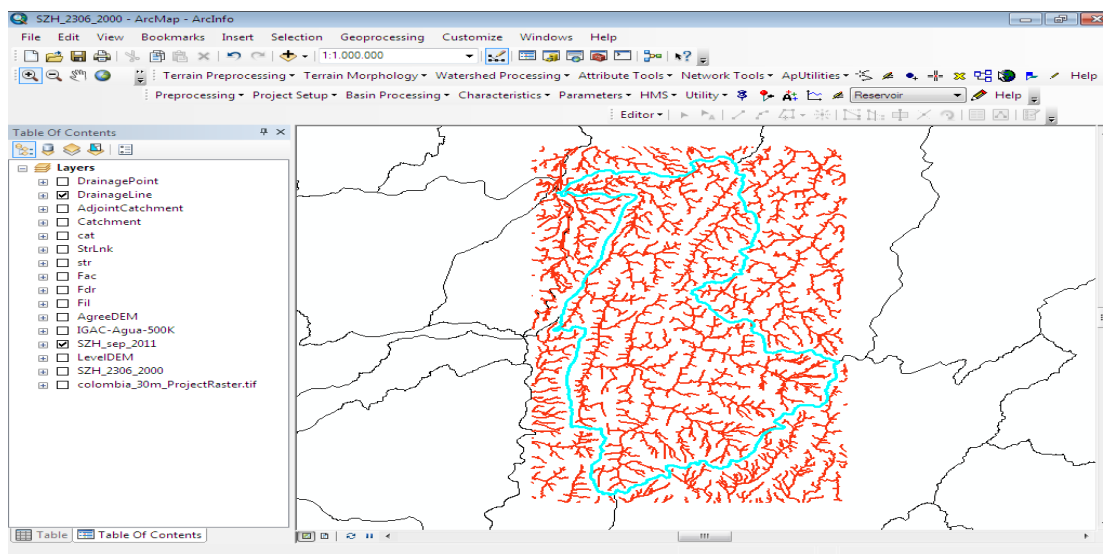 SZH_2306_2000 - ArcMap - ArcInfo
File Edit View Bookmarks Insert Selection Geoprocessing Customize Windows Help
1:1.000.000
Terrain Preprocessing Terrain Morphology Watershed Processing Attribute Tools Network Tools ApUtilities Help
Preprocessing Project Setup Basin Processing Characteristics Parameters HMS Utility Reservoir Help
Editor
Table Of Contents
Layers
DrainagePoint
DrainageLine
AdjointCatchment
Catchment
cat
StrLnk
str
Fac
Fdr
Fil
AgreeDEM
IGAC-Agua-500K
SZH_sep_2011
LevelDEM
SZH_2306_2000
colombia_30m_ProjectRaster.tif
Table Table Of Contents